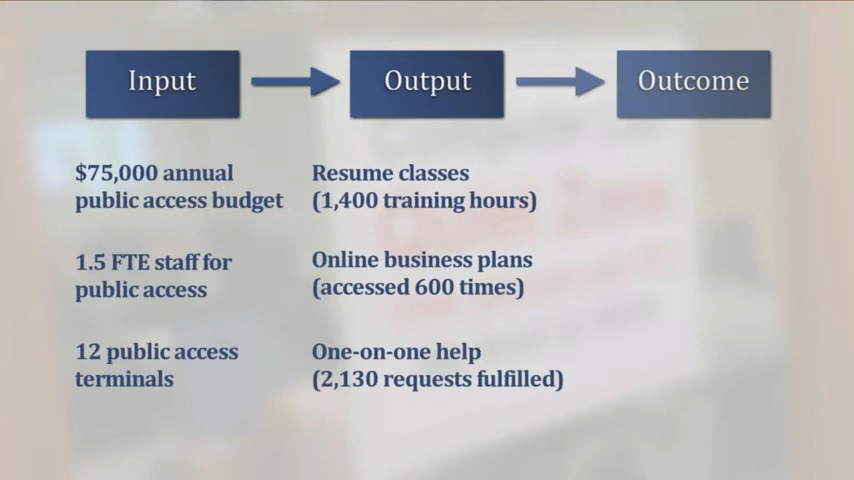 Input
Output
Outcome
$75,000 annual
public access budget
Resume classes
(1,400 training hours)
1.5 FTE staff for
public access
Online business plans
(accessed 600 times)
12 public access
terminals
One-on-one help
(2,130 requests fulfilled)